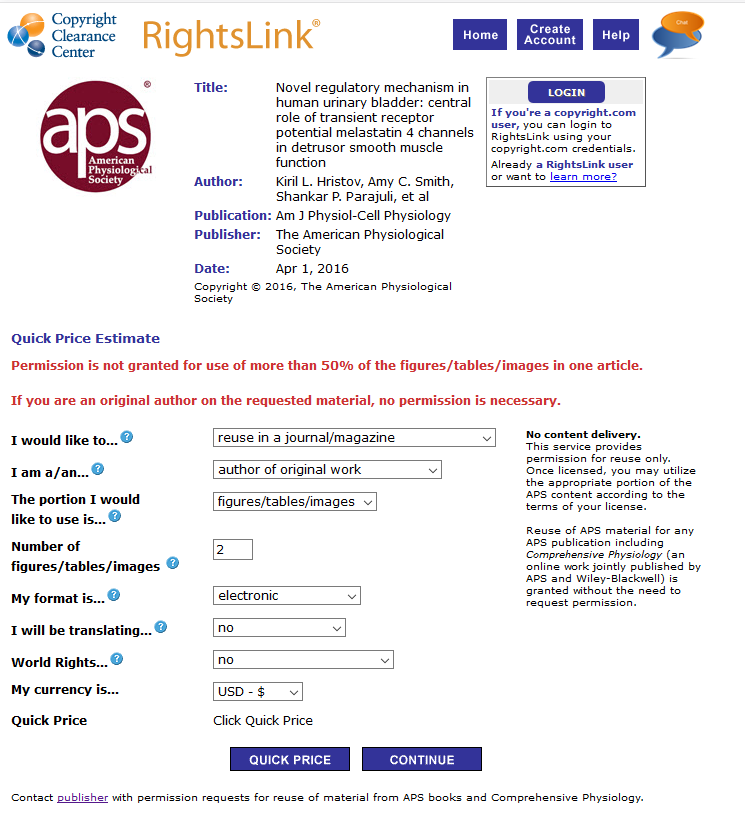 Copyright
Clearance
Center
RightsLink®
Home
Create
Account
Help
Chat
aps
®
American
Physiological
Society
Title: Novel regulatory mechanism in
human urinary bladder: central
role of transient receptor
potential melastatin 4 channels
in detrusor smooth muscle
function
Author: Kiril L. Hristov, Amy C. Smith,
Shankar P. Parajuli, et al
Publication: Am J Physiol-Cell Physiology
Publisher: The American Physiological
Society
Date: Apr 1, 2016
Copyright © 2016, The American Physiological
Society
LOGIN
If you're a copyright.com
user, you can login to
RightsLink using your
copyright.com credentials.
Already a RightsLink user
or want to learn more?
Quick Price Estimate
Permission is not granted for use of more than 50% of the figures/tables/images in one article.
If you are an original author on the requested material, no permission is necessary.
I would like to... ? reuse in a journal/magazine
I am a/an... ? author of original work
The portion I would
like to use is... ? figures/tables/images
Number of
figures/tables/images ? 2
My format is... ? electronic
I will be translating... ? no
World Rights... ? no
My currency is... USD - $
Quick Price Click Quick Price
QUICK PRICE
CONTINUE
No content delivery.
This service provides
permission for reuse only.
Once licensed, you may utilize
the appropriate portion of the
APS content according to the
terms of your license.
Reuse of APS material for any
APS publication including
Comprehensive Physiology (an
online work jointly published by
APS and Wiley-Blackwell) is
granted without the need to
request permission.
Contact publisher with permission requests for reuse of material from APS books and Comprehensive Physiology.